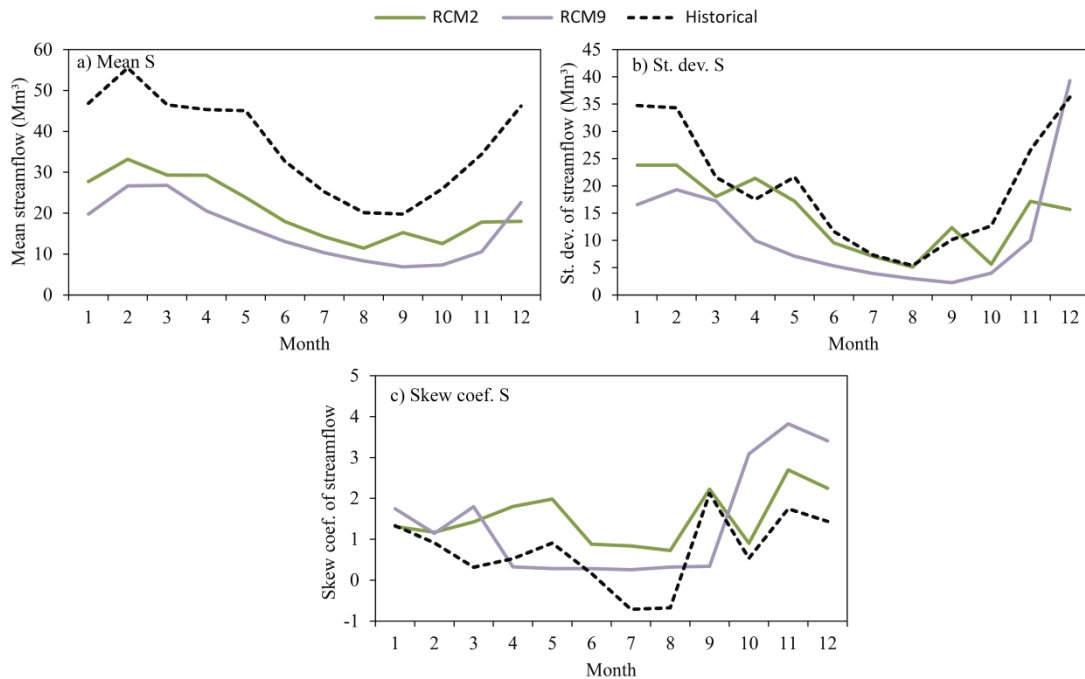 RCM2 RCM9 Historical
a) Mean S
Mean streamflow (Mm³)
60
50
40
30
20
10
0
1 2 3 4 5 6 7 8 9 10 11 12
Month
b) St. dev. S
St. dev. of streamflow (Mm³)
45
40
35
30
25
20
15
10
5
0
1 2 3 4 5 6 7 8 9 10 11 12
Month
c) Skew coef. S
Skew coef. of streamflow
5
4
3
2
1
0
-1
1 2 3 4 5 6 7 8 9 10 11 12
Month